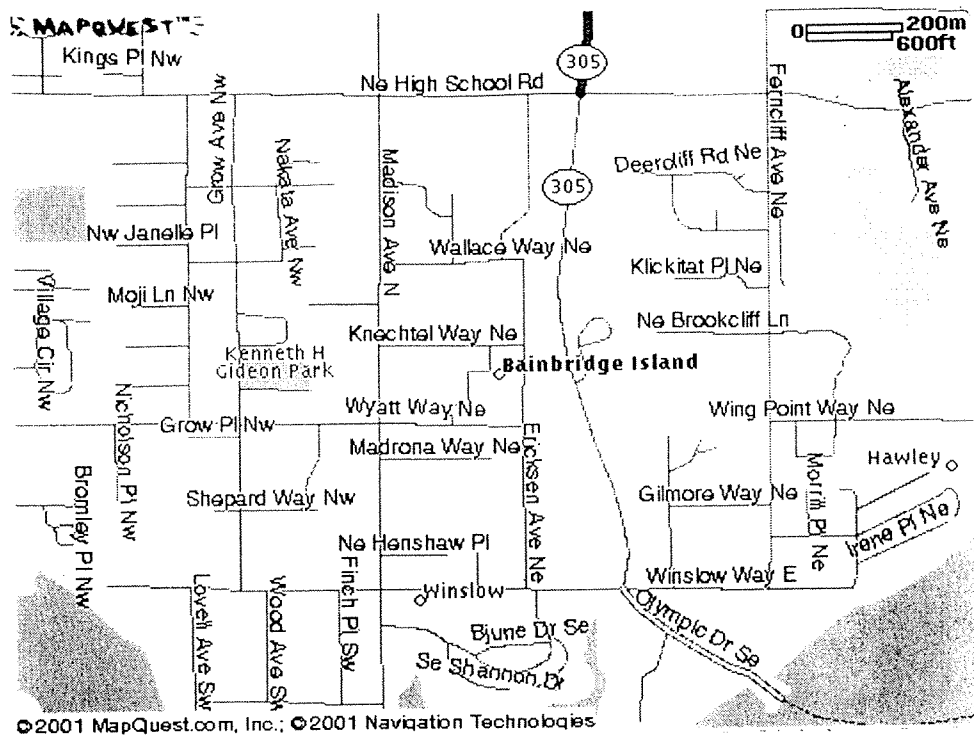 MAPQUEST
Kings Pl Nw
305
0 200m
600ft
Ne High School Rd
Grow Ave Nw
Nakata Ave Nw
Madison Ave N
305
Ferncliff Ave Ne
Alexander Ave Ne
Deercliff Rd Ne
Nw Janelle Pl
Wallace Way Ne
Klickitat Pl Ne
Village Cir Nw
Moji Ln Nw
Knechtel Way Ne
Ne Brookcliff Ln
Kenneth H
Gideon Park
Bainbridge Island
Nicholson Pl Nw
Wyatt Way Ne
Wing Point Way Ne
Grow Pl Nw
Madrona Way Ne
Ericksen Ave Ne
Hawley
Bromley Pl Nw
Shepard Way Nw
Gilmore Way Ne
Morrill Pl Ne
Irene Pl Ne
Ne Henshaw Pl
Finch Pl Sw
Winslow
Winslow Way E
Lovell Ave Sw
Wood Ave Sw
Bjune Dr Se
Olympic Dr Se
Se Shannon Dr
©2001 MapQuest.com, Inc.; ©2001 Navigation Technologies